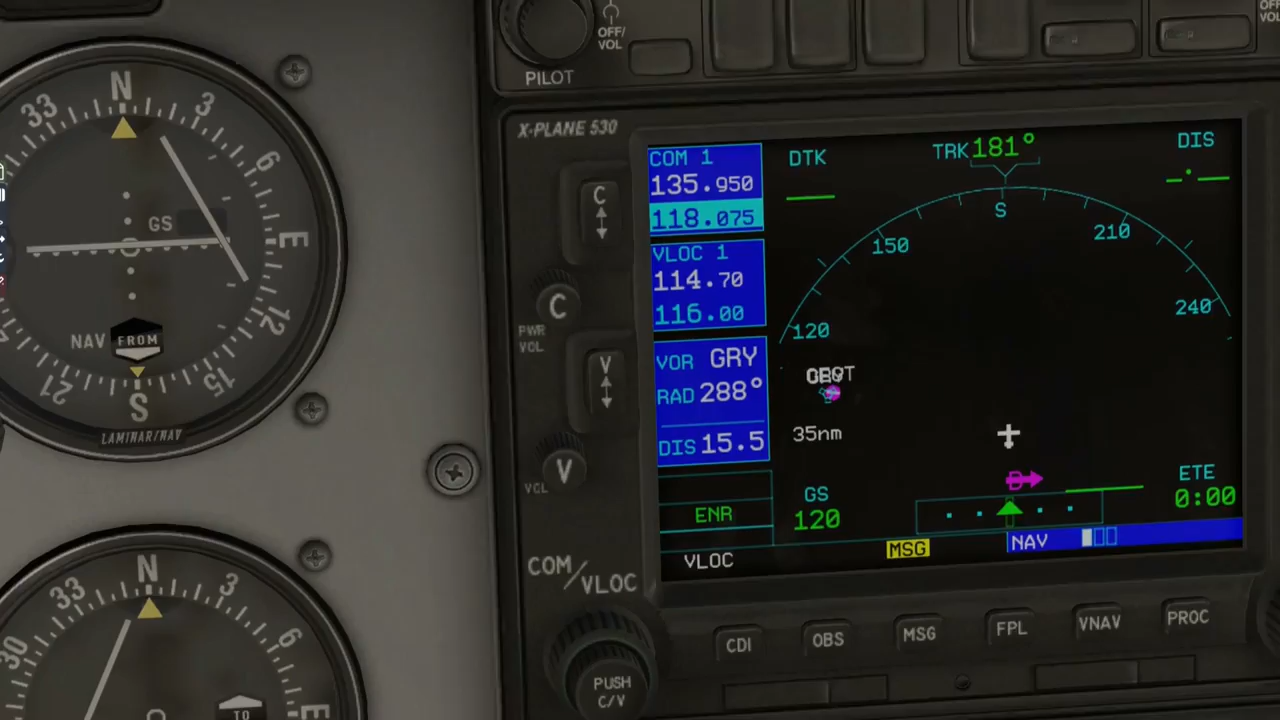 OFF/
VOL
PILOT
X-PLANE 530
COM 1
135.950
118.075
VLOC 1
114.70
116.00
VOR GRY
RAD 288°
DIS 15.5
ENR
VLOC
MSG
NAV
DTK
TRK 181°
DIS
S
150
210
120
240
35nm
GS
120
ETE
0:00
C
C
PWR
VOL
V
V
VOL
COM/VLOC
PUSH
C/V
CDI
OBS
MSG
FPL
VNAV
PROC
N
33
3
6
E
12
15
S
21
GS
NAV
FROM
LAMINAR/NAV
N
33
3
30
6
E
TO